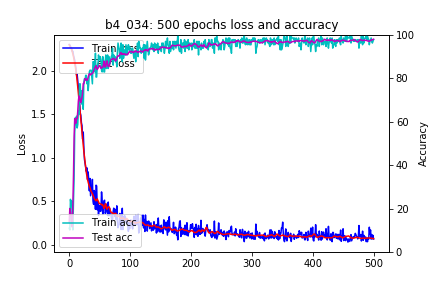 b4_034: 500 epochs loss and accuracy
Train loss
Test loss
Train acc
Test acc
Loss
2.0
1.5
1.0
0.5
0.0
Accuracy
100
80
60
40
20
0
0
100
200
300
400
500